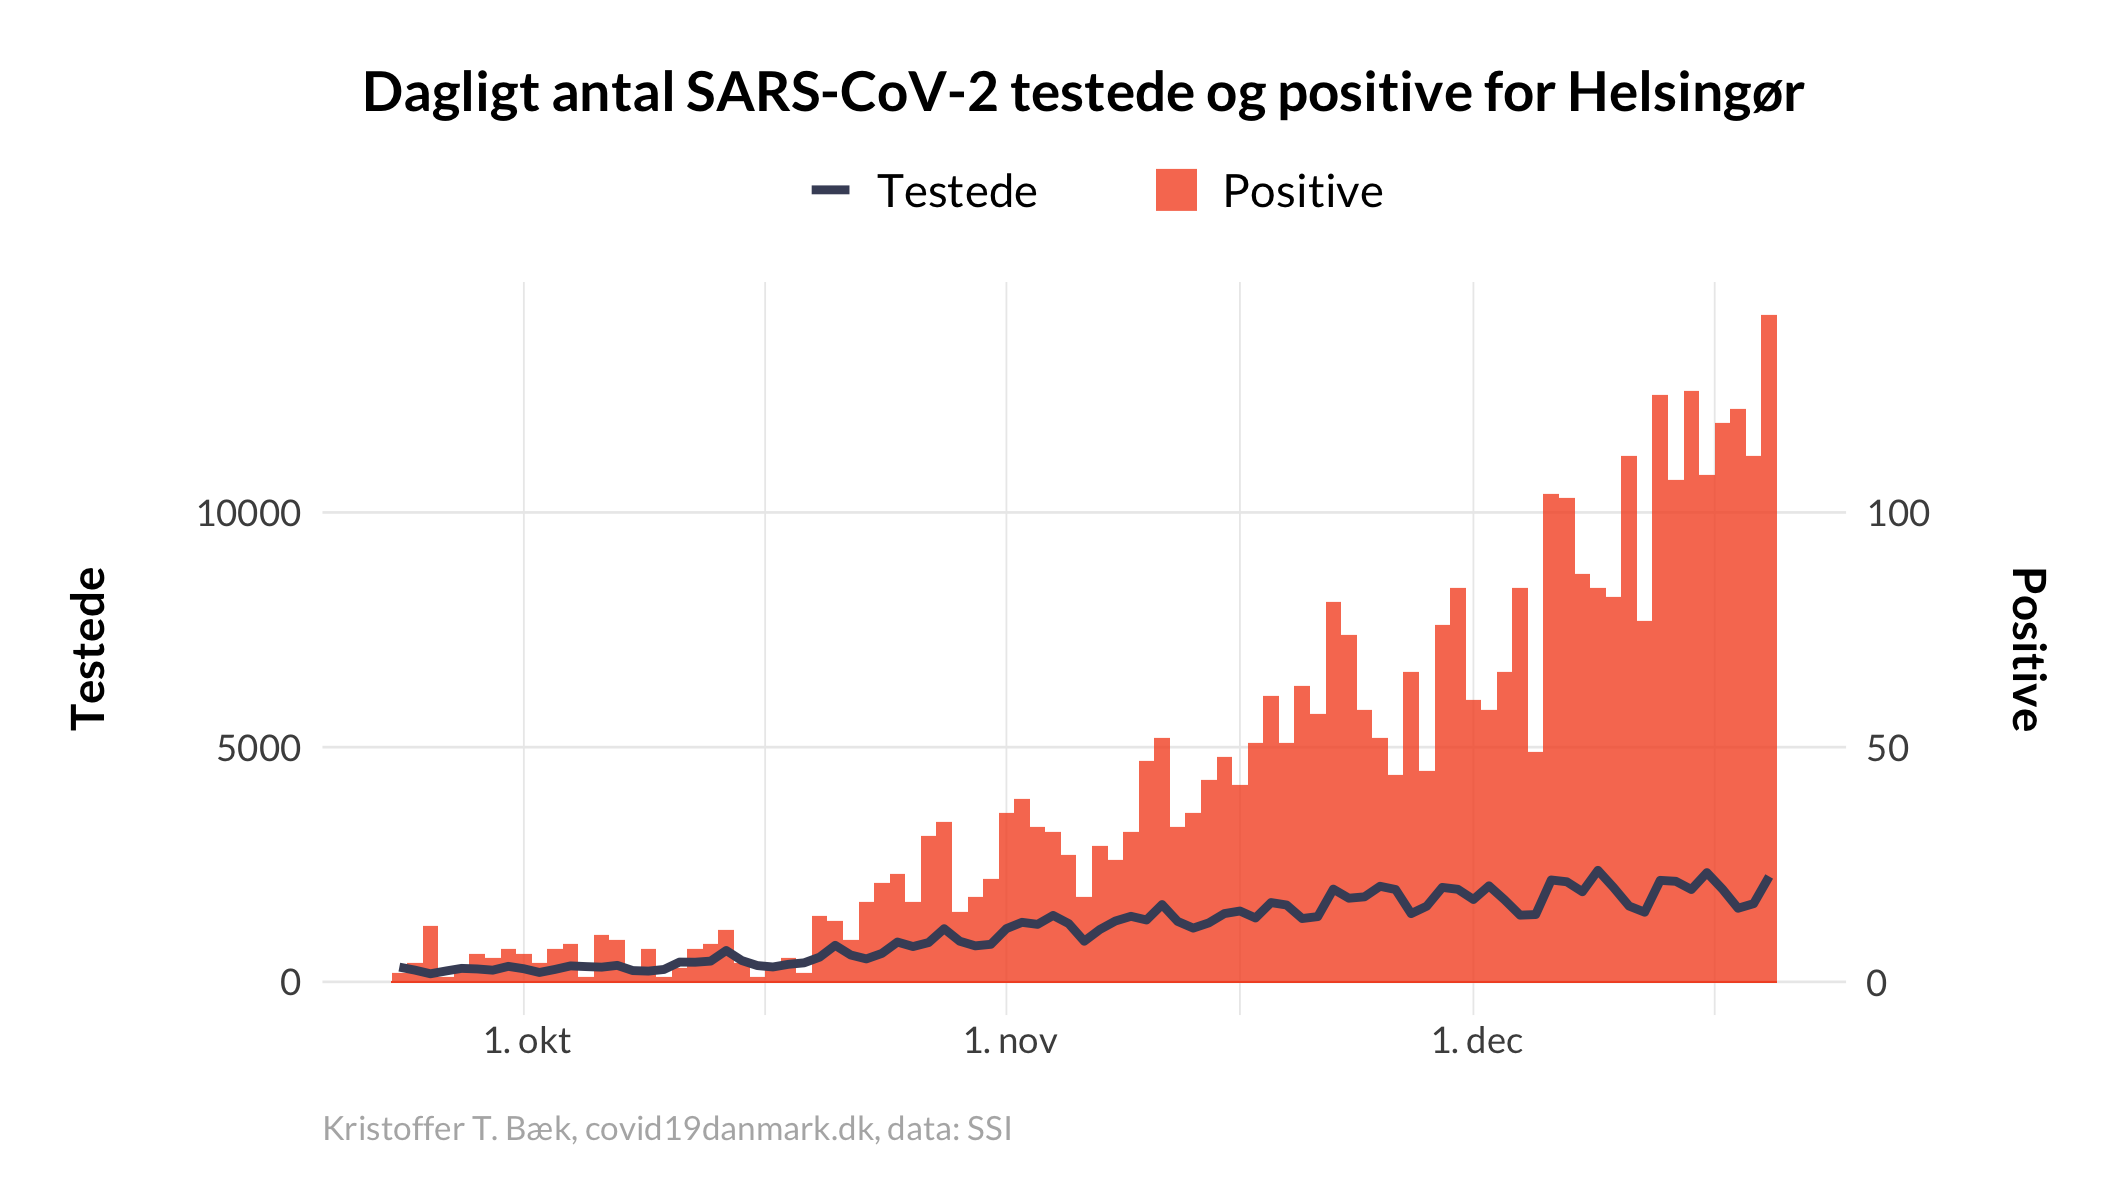 Dagligt antal SARS-CoV-2 testede og positive for Helsingør
Testede
Positive
10000
5000
0
Testede
100
50
0
Positive
1. okt
1. nov
1. dec
Kristoffer T. Bæk, covid19danmark.dk, data: SSI